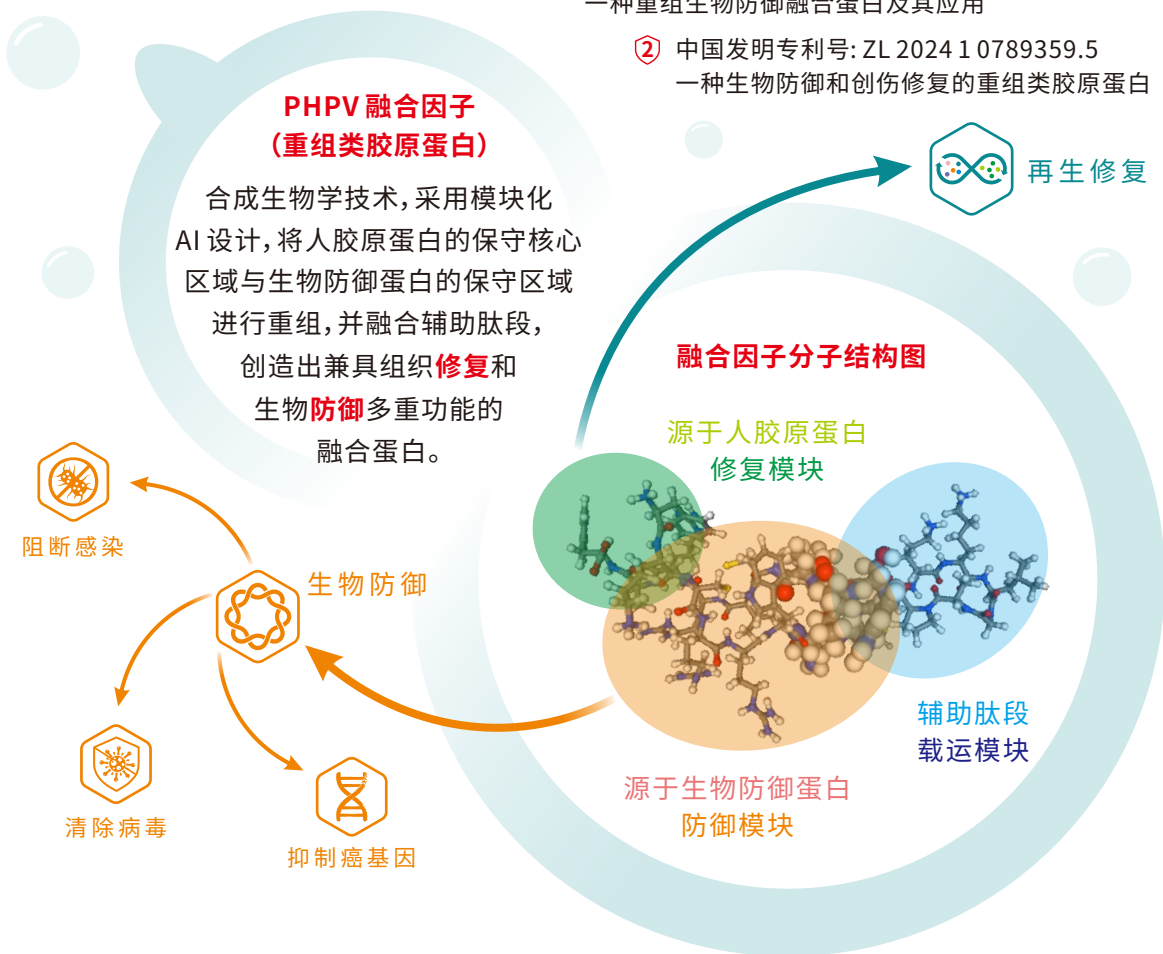 一种重组生物防御融合蛋白及其应用
2 中国发明专利号: ZL 2024 1 0789359.5
一种生物防御和创伤修复的重组类胶原蛋白
PHPV 融合因子
（重组类胶原蛋白）
合成生物学技术，采用模块化
AI 设计，将人胶原蛋白的保守核心
区域与生物防御蛋白的保守区域
进行重组，并融合辅助肽段，
创造出兼具组织修复和
生物防御多重功能的
融合蛋白。
再生修复
融合因子分子结构图
源于人胶原蛋白
修复模块
阻断感染
生物防御
辅助肽段
载运模块
源于生物防御蛋白
防御模块
清除病毒
抑制癌基因